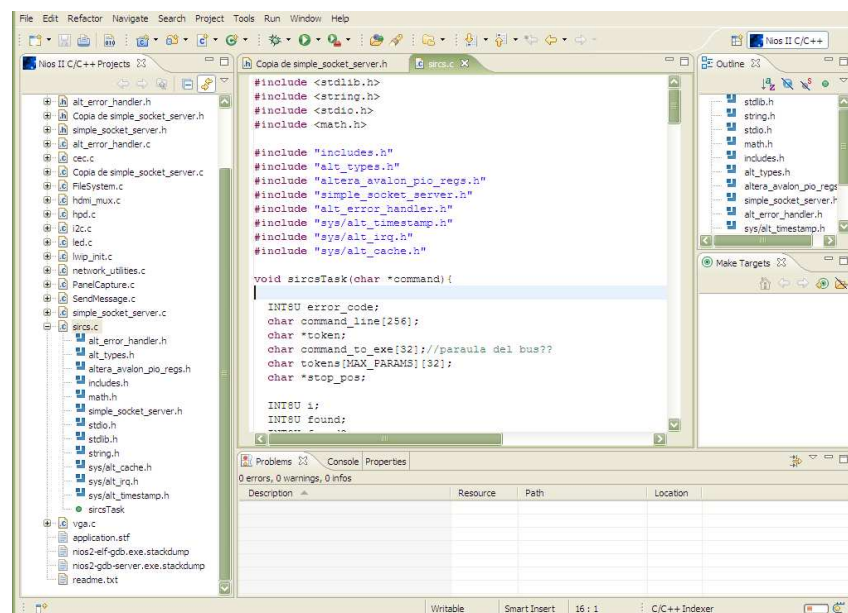 File Edit Refactor Navigate Search Project Tools Run Window Help
Nios II C/C++
Nios II C/C++ Projects
alt_error_handler.h
Copia de simple_socket_server.h
simple_socket_server.h
alt_error_handler.c
cec.c
Copia de simple_socket_server.c
FileSystem.c
hdmi_mux.c
hpd.c
i2c.c
led.c
lwip_init.c
network_utilities.c
PanelCapture.c
SendMessage.c
simple_socket_server.c
sircs.c
alt_error_handler.h
alt_types.h
altera_avalon_pio_regs.h
includes.h
math.h
simple_socket_server.h
stdio.h
stdlib.h
string.h
sys/alt_cache.h
sys/alt_irq.h
sys/alt_timestamp.h
sircsTask
vga.c
application.stf
nios2-elf-gdb.exe.stackdump
nios2-gdb-server.exe.stackdump
readme.txt
Copia de simple_socket_server.h
sircs.c
#include <stdlib.h>
#include <string.h>
#include <stdio.h>
#include <math.h>
#include "includes.h"
#include "alt_types.h"
#include "altera_avalon_pio_regs.h"
#include "simple_socket_server.h"
#include "alt_error_handler.h"
#include "sys/alt_timestamp.h"
#include "sys/alt_irq.h"
#include "sys/alt_cache.h"
void sircsTask(char *command){
INT8U error_code;
char command_line[256];
char *token;
char command_to_exe[32];//paraula del bus??
char tokens[MAX_PARAMS][32];
char *stop_pos;
INT8U i;
INT8U found;
Outline
stdlib.h
string.h
stdio.h
math.h
includes.h
alt_types.h
altera_avalon_pio_regs
simple_socket_server.h
alt_error_handler.h
sys/alt_timestamp.h
Make Targets
Problems Console Properties
0 errors, 0 warnings, 0 infos
Description Resource Path Location
Writable Smart Insert 16 : 1 C/C++ Indexer